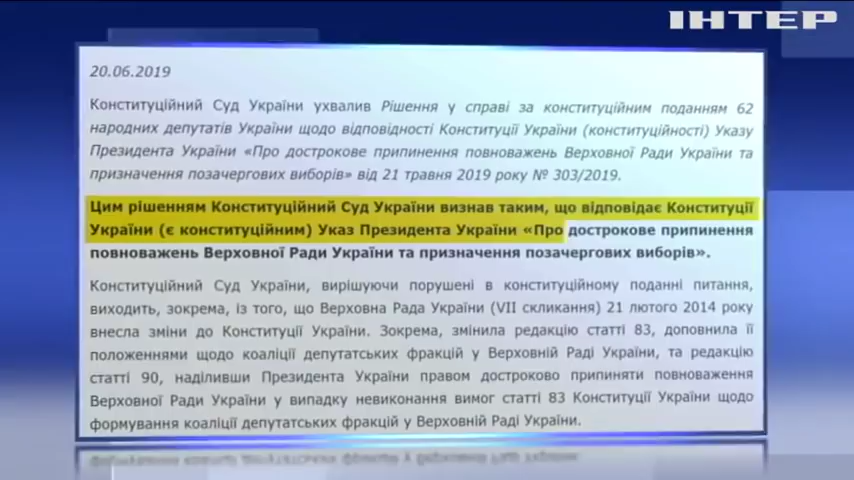 ІНТЕР
20.06.2019
Конституційний Суд України ухвалив Рішення у справі за конституційним поданням 62
народних депутатів України щодо відповідності Конституції України (конституційності) Указу
Президента України «Про дострокове припинення повноважень Верховної Ради України та
призначення позачергових виборів» від 21 травня 2019 року № 303/2019.
Цим рішенням Конституційний Суд України визнав таким, що відповідає Конституції
України (є конституційним) Указ Президента України «Про дострокове припинення
повноважень Верховної Ради України та призначення позачергових виборів».
Конституційний Суд України, вирішуючи порушені в конституційному поданні питання,
виходить, зокрема, із того, що Верховна Рада України (VII скликання) 21 лютого 2014 року
внесла зміни до Конституції України. Зокрема, змінила редакцію статті 83, доповнила її
положеннями щодо коаліції депутатських фракцій у Верховній Раді України, та редакцію
статті 90, наділивши Президента України правом достроково припиняти повноваження
Верховної Ради України у випадку невиконання вимог статті 83 Конституції України щодо
формування коаліції депутатських фракцій у Верховній Раді України.